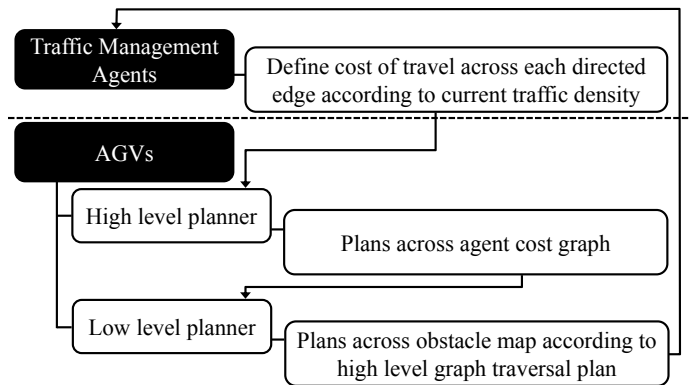 Traffic Management
Agents
Define cost of travel across each directed
edge according to current traffic density
AGVs
High level planner
Plans across agent cost graph
Low level planner
Plans across obstacle map according to
high level graph traversal plan